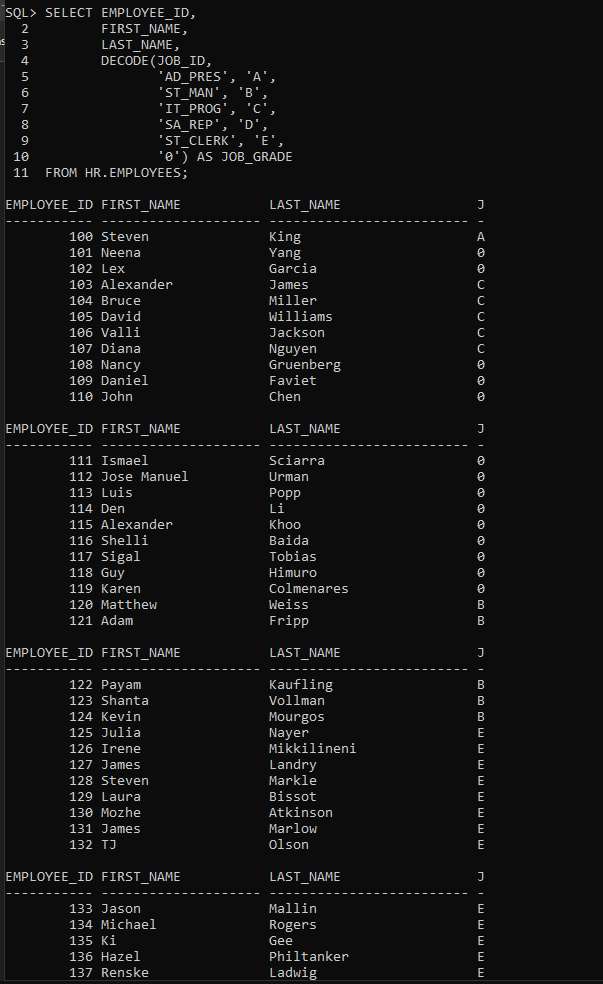 SQL> SELECT EMPLOYEE_ID,
  2         FIRST_NAME,
  3         LAST_NAME,
  4         DECODE(JOB_ID,
  5                'AD_PRES', 'A',
  6                'ST_MAN', 'B',
  7                'IT_PROG', 'C',
  8                'SA_REP', 'D',
  9                'ST_CLERK', 'E',
 10                '0') AS JOB_GRADE
 11  FROM HR.EMPLOYEES;

EMPLOYEE_ID FIRST_NAME           LAST_NAME                 J
----------- -------------------- ------------------------- -
        100 Steven               King                      A
        101 Neena                Yang                      0
        102 Lex                  Garcia                    0
        103 Alexander            James                     C
        104 Bruce                Miller                    C
        105 David                Williams                  C
        106 Valli                Jackson                   C
        107 Diana                Nguyen                    C
        108 Nancy                Gruenberg                 0
        109 Daniel               Faviet                    0
        110 John                 Chen                      0

EMPLOYEE_ID FIRST_NAME           LAST_NAME                 J
----------- -------------------- ------------------------- -
        111 Ismael               Sciarra                   0
        112 Jose Manuel          Urman                     0
        113 Luis                 Popp                      0
        114 Den                  Li                        0
        115 Alexander            Khoo                      0
        116 Shelli               Baida                     0
        117 Sigal                Tobias                    0
        118 Guy                  Himuro                    0
        119 Karen                Colmenares                0
        120 Matthew              Weiss                     B
        121 Adam                 Fripp                     B

EMPLOYEE_ID FIRST_NAME           LAST_NAME                 J
----------- -------------------- ------------------------- -
        122 Payam                Kaufling                  B
        123 Shanta               Vollman                   B
        124 Kevin                Mourgos                   B
        125 Julia                Nayer                     E
        126 Irene                Mikkilineni               E
        127 James                Landry                    E
        128 Steven               Markle                    E
        129 Laura                Bissot                    E
        130 Mozhe                Atkinson                  E
        131 James                Marlow                    E
        132 TJ                   Olson                     E

EMPLOYEE_ID FIRST_NAME           LAST_NAME                 J
----------- -------------------- ------------------------- -
        133 Jason                Mallin                    E
        134 Michael              Rogers                    E
        135 Ki                   Gee                       E
        136 Hazel                Philtanker                E
        137 Renske               Ladwig                    E